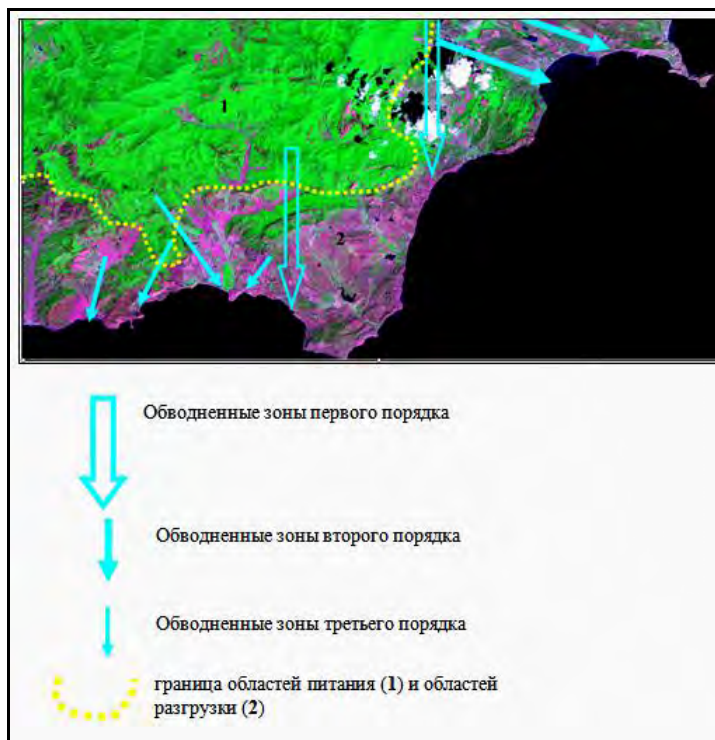 1
2
Обводненные зоны первого порядка
Обводненные зоны второго порядка
Обводненные зоны третьего порядка
граница областей питания (1) и областей
разгрузки (2)